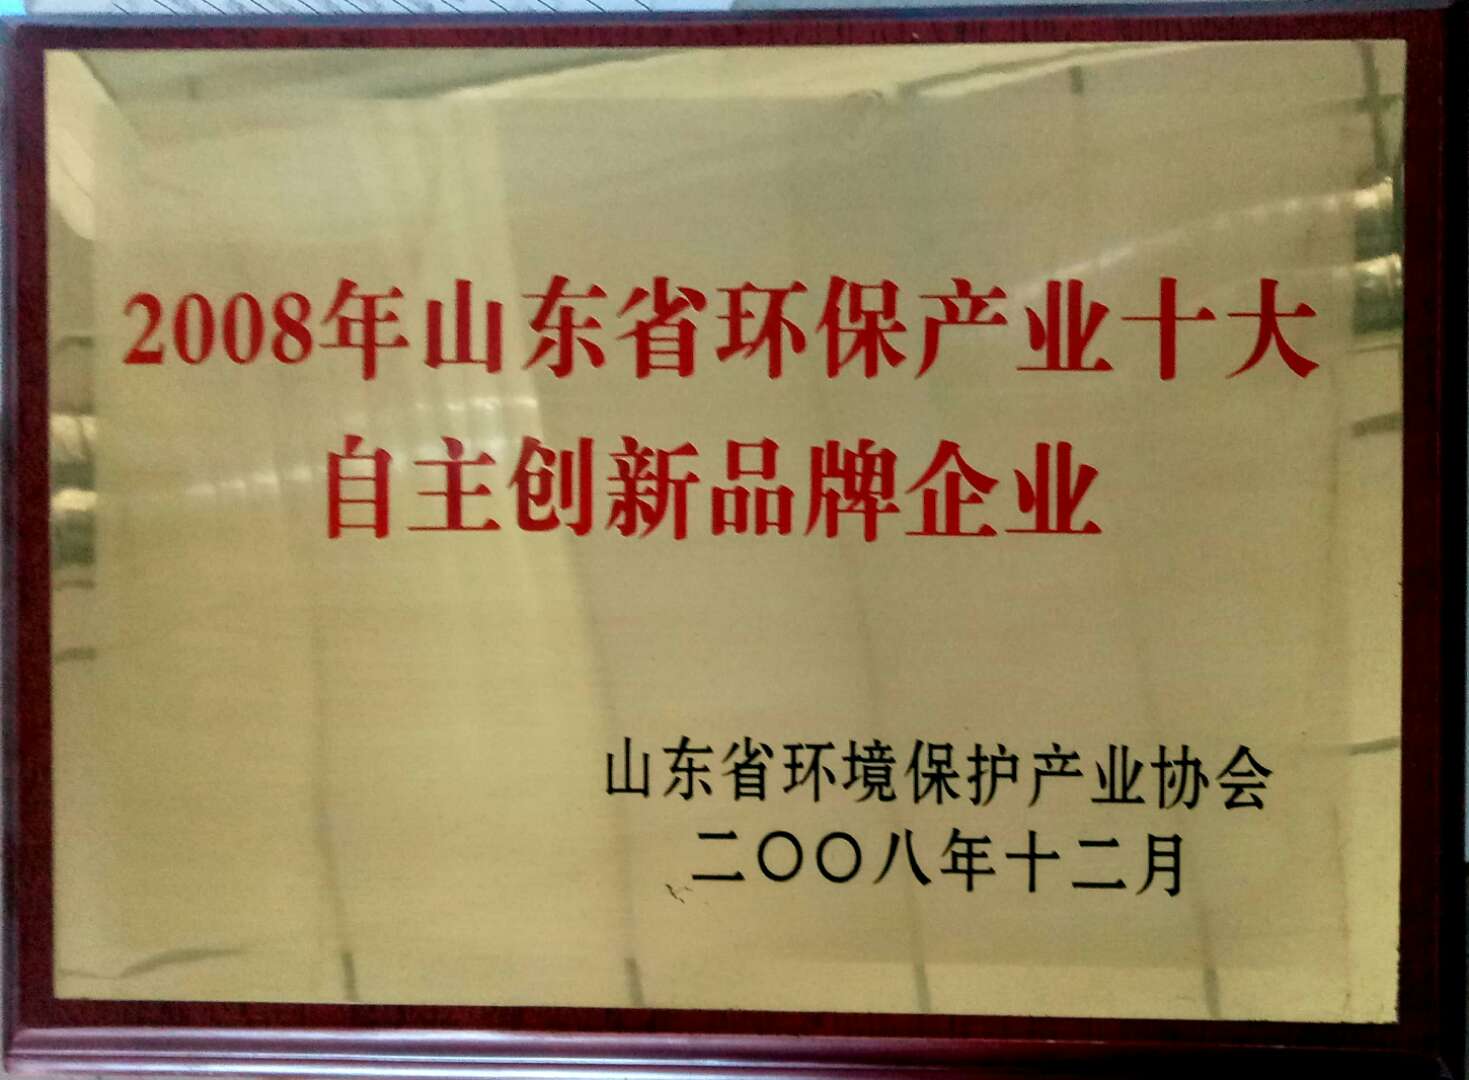 2008年山东省环保产业十大
自主创新品牌企业
山东省环境保护产业协会
二〇〇八年十二月